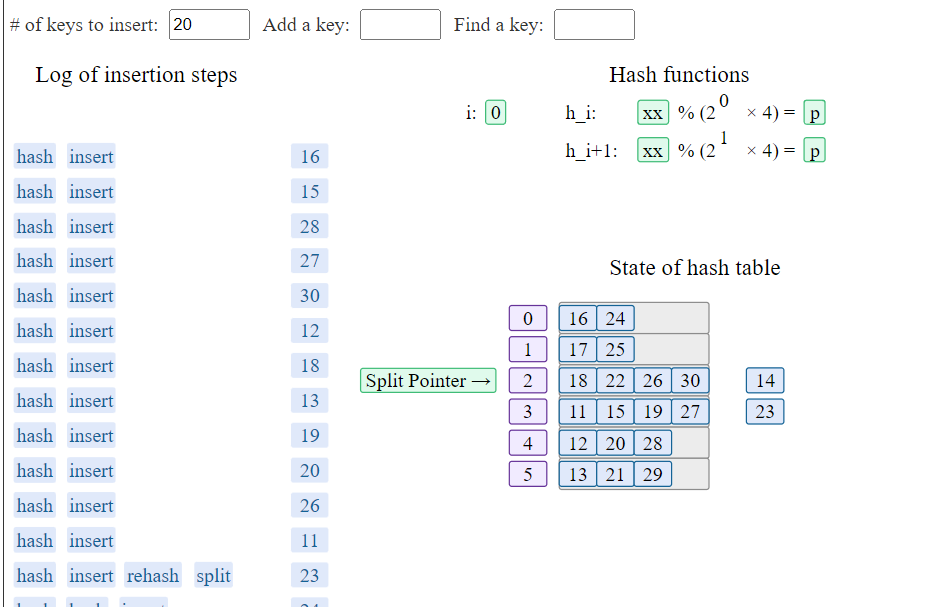 # of keys to insert: 20 Add a key: Find a key:
Log of insertion steps Hash functions
i: 0 h_i: xx % (2^0 × 4) = p
h_i+1: xx % (2^1 × 4) = p
hash insert 16
hash insert 15
hash insert 28
hash insert 27
hash insert 30
hash insert 12
hash insert 18
hash insert 13
hash insert 19
hash insert 20
hash insert 26
hash insert 11
hash insert rehash split 23
State of hash table
0 16 24
1 17 25
Split Pointer → 2 18 22 26 30 14
3 11 15 19 27 23
4 12 20 28
5 13 21 29